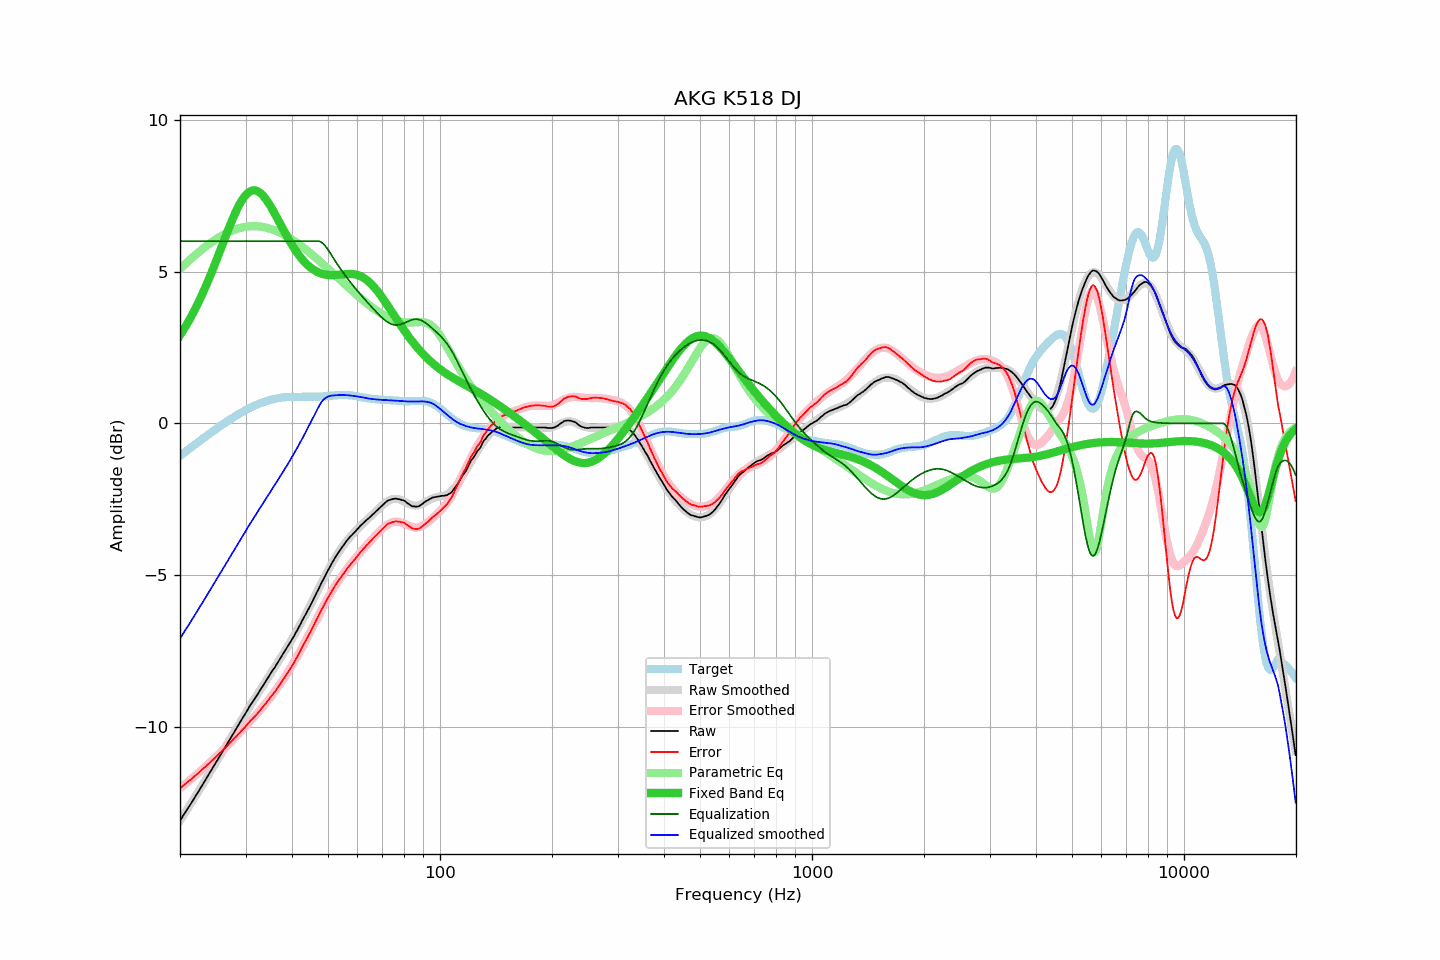 AKG K518 DJ
10
5
0
−5
−10
Amplitude (dBr)
100
1000
10000
Frequency (Hz)
Target
Raw Smoothed
Error Smoothed
Raw
Error
Parametric Eq
Fixed Band Eq
Equalization
Equalized smoothed